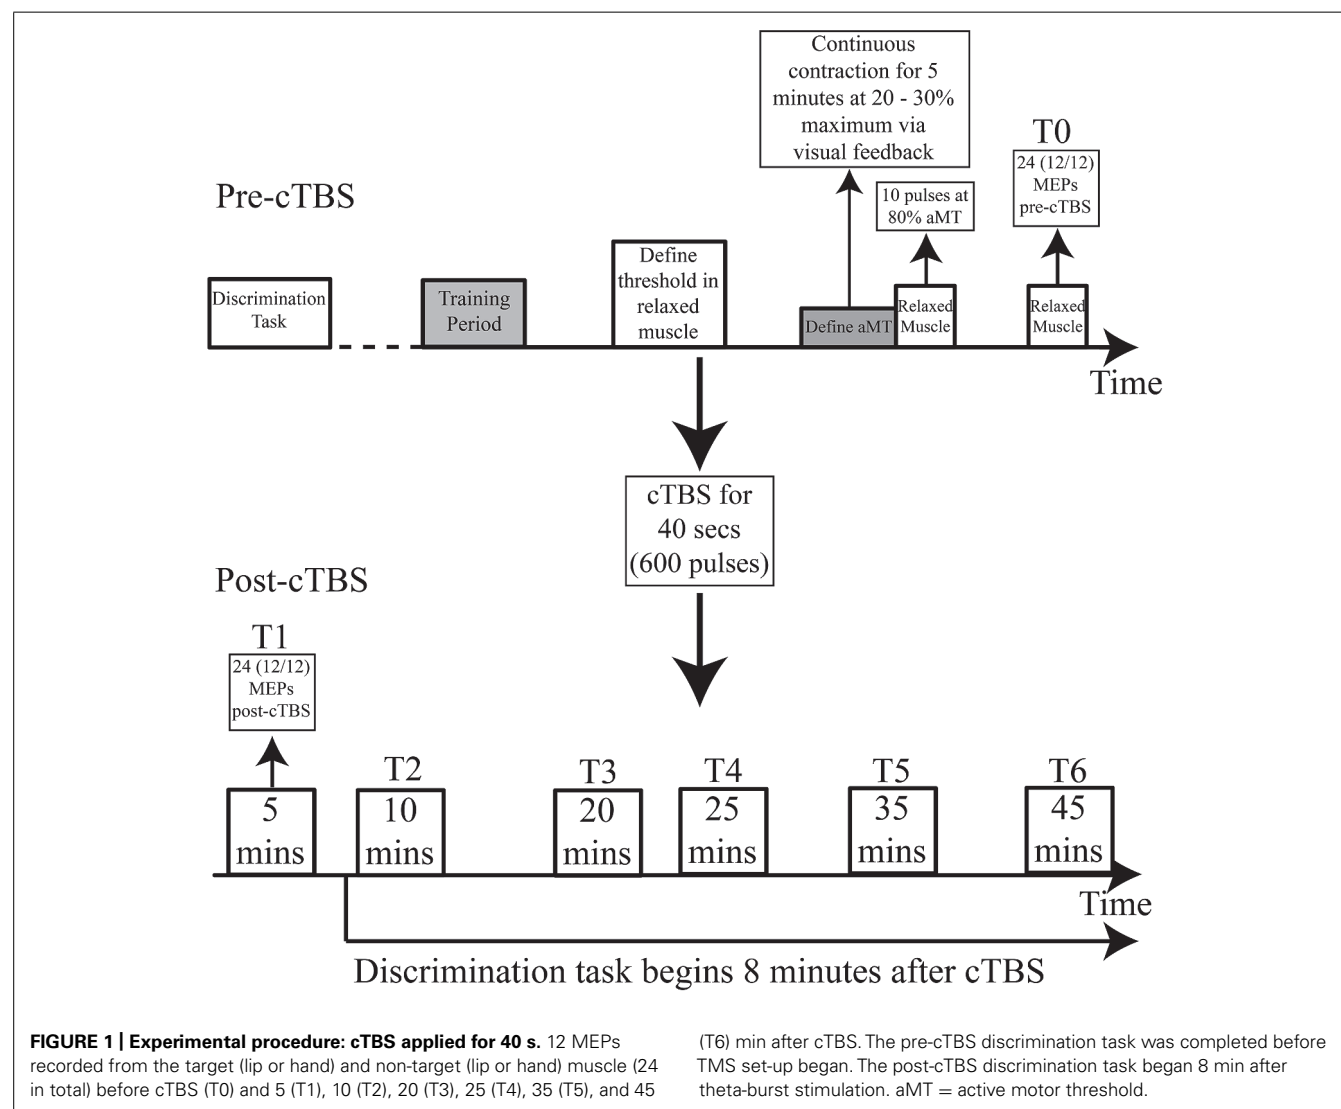 Continuous
contraction for 5
minutes at 20 - 30%
maximum via
visual feedback
T0
24 (12/12)
MEPs
pre-cTBS
Pre-cTBS
10 pulses at
80% aMT
Discrimination
Task
Training
Period
Define
threshold in
relaxed
muscle
Define aMT
Relaxed
Muscle
Relaxed
Muscle
Time
cTBS for
40 secs
(600 pulses)
Post-cTBS
T1
24 (12/12)
MEPs
post-cTBS
5
mins
T2
10
mins
T3
20
mins
T4
25
mins
T5
35
mins
T6
45
mins
Time
Discrimination task begins 8 minutes after cTBS
FIGURE 1 | Experimental procedure: cTBS applied for 40 s. 12 MEPs
recorded from the target (lip or hand) and non-target (lip or hand) muscle (24
in total) before cTBS (T0) and 5 (T1), 10 (T2), 20 (T3), 25 (T4), 35 (T5), and 45
(T6) min after cTBS. The pre-cTBS discrimination task was completed before
TMS set-up began. The post-cTBS discrimination task began 8 min after
theta-burst stimulation. aMT = active motor threshold.